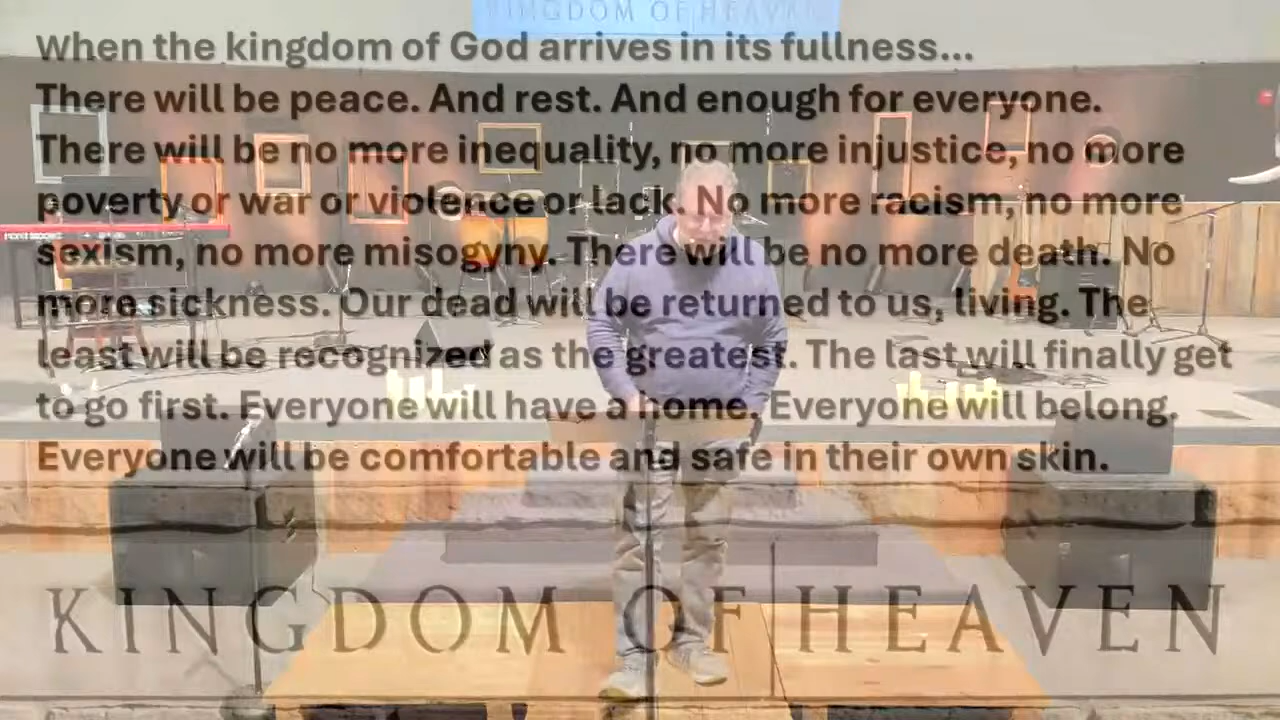 KINGDOM OF HEAVEN
When the kingdom of God arrives in its fullness...
There will be peace. And rest. And enough for everyone.
There will be no more inequality, no more injustice, no more
poverty or war or violence or lack. No more racism, no more
sexism, no more misogyny. There will be no more death. No
more sickness. Our dead will be returned to us, living. The
least will be recognized as the greatest. The last will finally get
to go first. Everyone will have a home. Everyone will belong.
Everyone will be comfortable and safe in their own skin.
KINGDOM OF HEAVEN